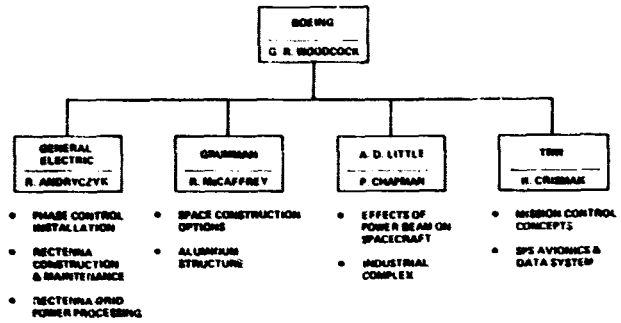 BOEING
G. R. WOODCOCK
GENERAL
ELECTRIC
R. ANDRYCZYK
• PHASE CONTROL
INSTALLATION
• RECTENNA
CONSTRUCTION
& MAINTENANCE
• RECTENNA GRID
POWER PROCESSING
GRUMMAN
R. McCAFFREY
• SPACE CONSTRUCTION
OPTIONS
• ALUMINUM
STRUCTURE
A. D. LITTLE
P. CHAPMAN
• EFFECTS OF
POWER BEAM ON
SPACECRAFT
• INDUSTRIAL
COMPLEX
TRW
• MISSION CONTROL
CONCEPTS
• SPS AVIONICS &
DATA SYSTEM